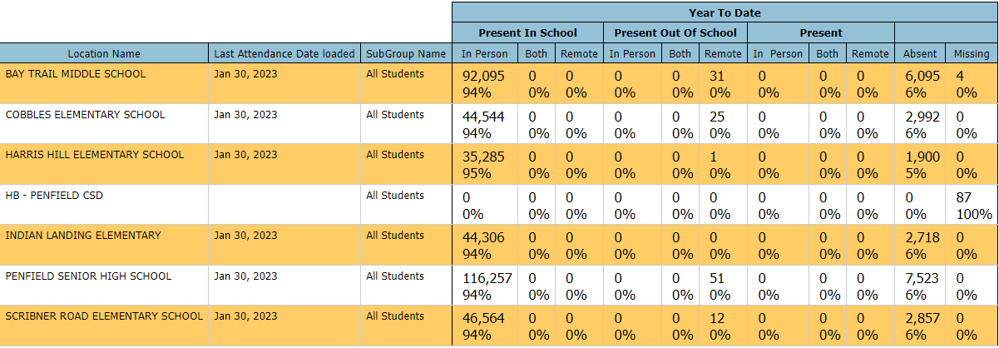 Year To Date
Present In School Present Out Of School Present
Location Name Last Attendance Date loaded SubGroup Name In Person Both Remote In Person Both Remote In Person Both Remote Absent Missing
BAY TRAIL MIDDLE SCHOOL Jan 30, 2023 All Students 92,095 0 0 0 0 31 0 0 0 6,095 4
94% 0% 0% 0% 0% 0% 0% 0% 0% 6% 0%
COBBLES ELEMENTARY SCHOOL Jan 30, 2023 All Students 44,544 0 0 0 0 25 0 0 0 2,992 0
94% 0% 0% 0% 0% 0% 0% 0% 0% 6% 0%
HARRIS HILL ELEMENTARY SCHOOL Jan 30, 2023 All Students 35,285 0 0 0 0 1 0 0 0 1,900 0
95% 0% 0% 0% 0% 0% 0% 0% 0% 5% 0%
HB - PENFIELD CSD All Students 0 0 0 0 0 0 0 0 0 0 87
0% 0% 0% 0% 0% 0% 0% 0% 0% 0% 100%
INDIAN LANDING ELEMENTARY Jan 30, 2023 All Students 44,306 0 0 0 0 0 0 0 0 2,718 0
94% 0% 0% 0% 0% 0% 0% 0% 0% 6% 0%
PENFIELD SENIOR HIGH SCHOOL Jan 30, 2023 All Students 116,257 0 0 0 0 51 0 0 0 7,523 0
94% 0% 0% 0% 0% 0% 0% 0% 0% 6% 0%
SCRIBNER ROAD ELEMENTARY SCHOOL Jan 30, 2023 All Students 46,564 0 0 0 0 12 0 0 0 2,857 0
94% 0% 0% 0% 0% 0% 0% 0% 0% 6% 0%